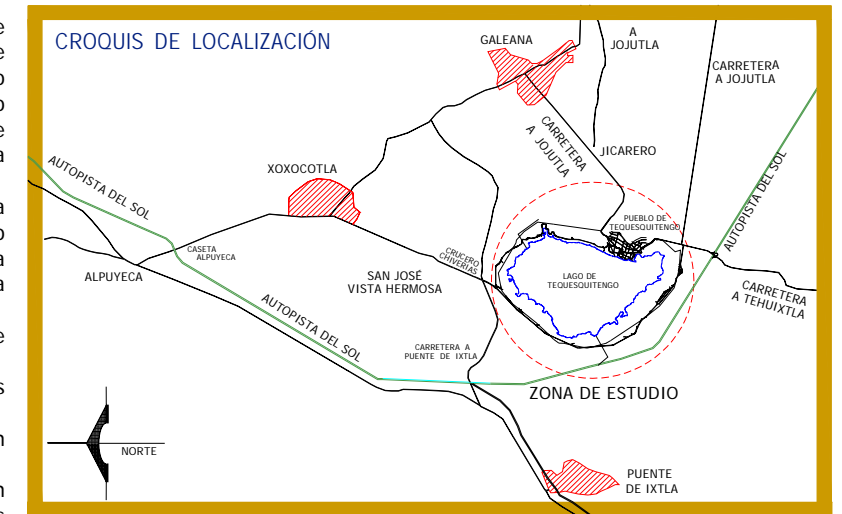 e
e
o
o
e
a
a
o
a
a
e
s
n
n
s
CROQUIS DE LOCALIZACIÓN
GALEANA
A
JOJUTLA
CARRETERA
A JOJUTLA
CARRETERA
A JOJUTLA
JICARERO
XOXOCOTLA
AUTOPISTA DEL SOL
AUTOPISTA DEL SOL
PUEBLO DE
TEQUESQUITENGO
CASETA
ALPUYECA
ALPUYECA
CRUCERO
CHIVERIAS
SAN JOSÉ
VISTA HERMOSA
LAGO DE
TEQUESQUITENGO
CARRETERA
A TEHUIXTLA
AUTOPISTA DEL SOL
CARRETERA A
PUENTE DE IXTLA
ZONA DE ESTUDIO
NORTE
PUENTE
DE IXTLA